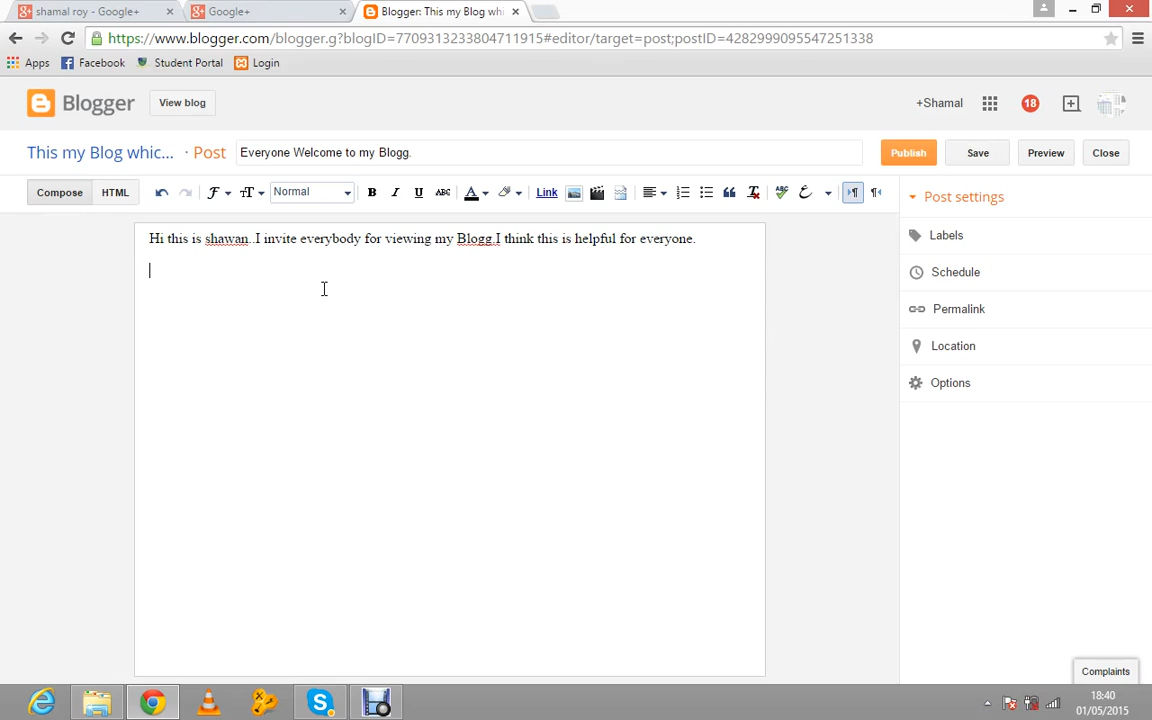 shamal roy - Google+
Google+
Blogger: This my Blog whi
https://www.blogger.com/blogger.g?blogID=7709313233804711915#editor/target=post;postID=4282999095547251338
Apps Facebook Student Portal Login
Blogger View blog +Shamal 18
This my Blog whic... · Post Everyone Welcome to my Blogg. Publish Save Preview Close
Compose HTML Normal B I U ABC A Link
Post settings
Hi this is shawan..I invite everybody for viewing my Blogg.I think this is helpful for everyone.
Labels
Schedule
Permalink
Location
Options
Complaints
18:40
01/05/2015